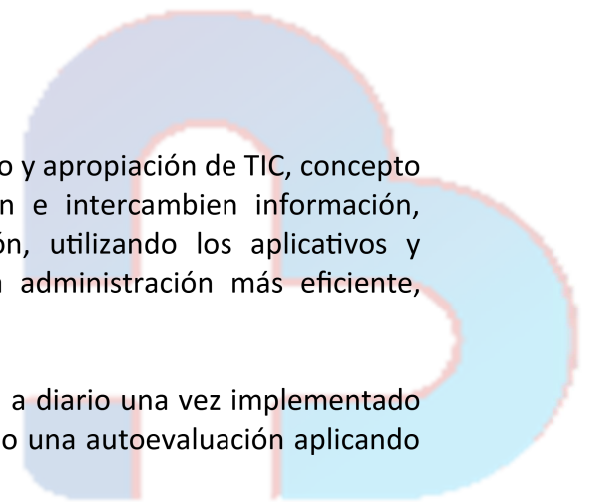 o y apropiación de TIC, concepto
n e intercambien información,
ón, utilizando los aplicativos y
administración más eficiente,
a diario una vez implementado
o una autoevaluación aplicando